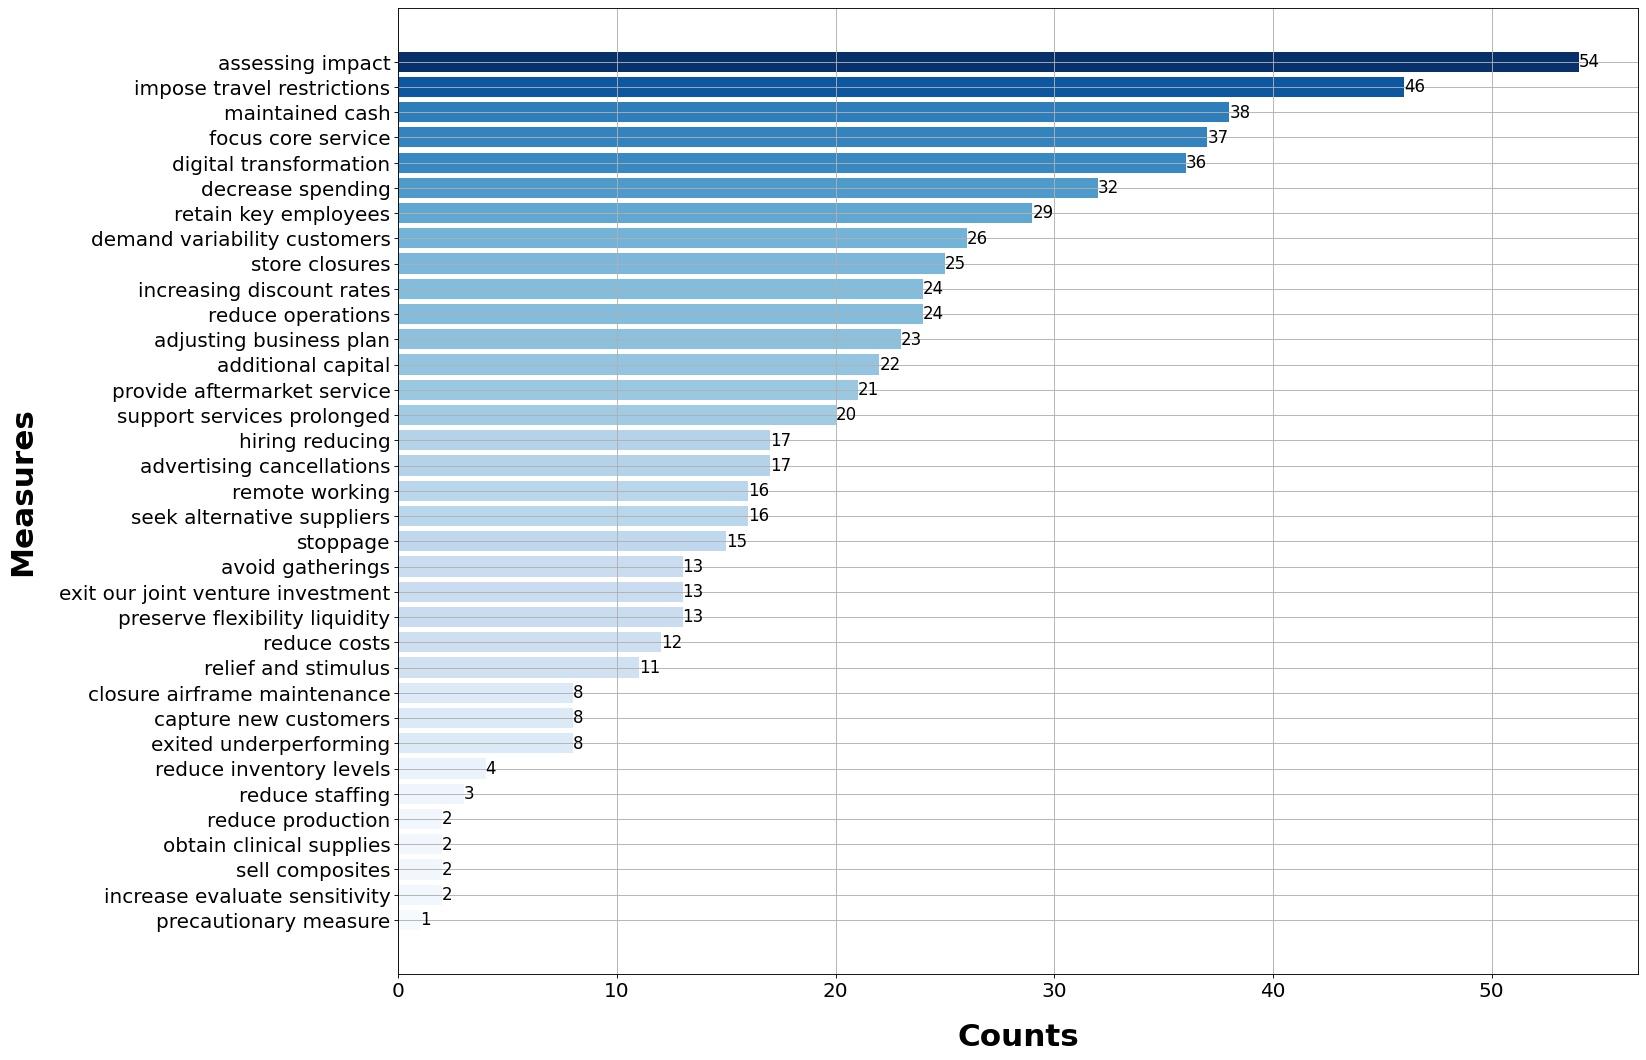 assessing impact 54
impose travel restrictions 46
maintained cash 38
focus core service 37
digital transformation 36
decrease spending 32
retain key employees 29
demand variability customers 26
store closures 25
increasing discount rates 24
reduce operations 24
adjusting business plan 23
additional capital 22
provide aftermarket service 21
support services prolonged 20
hiring reducing 17
advertising cancellations 17
remote working 16
seek alternative suppliers 16
stoppage 15
avoid gatherings 13
exit our joint venture investment 13
preserve flexibility liquidity 13
reduce costs 12
relief and stimulus 11
closure airframe maintenance 8
capture new customers 8
exited underperforming 8
reduce inventory levels 4
reduce staffing 3
reduce production 2
obtain clinical supplies 2
sell composites 2
increase evaluate sensitivity 2
precautionary measure 1
Measures
0 10 20 30 40 50
Counts